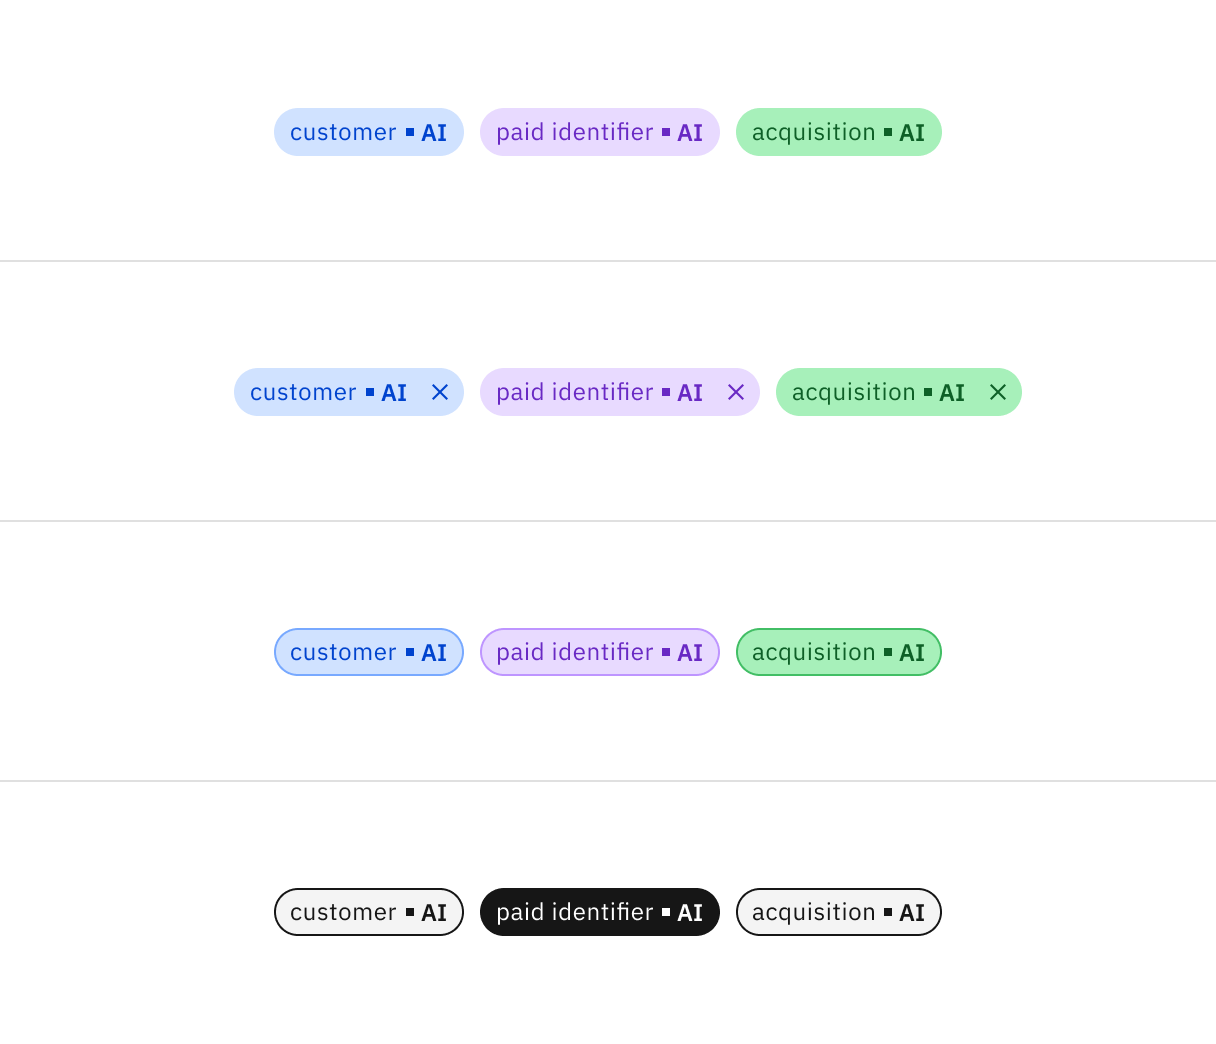 customer ▪ AI paid identifier ▪ AI acquisition ▪ AI
customer ▪ AI × paid identifier ▪ AI × acquisition ▪ AI ×
customer ▪ AI paid identifier ▪ AI acquisition ▪ AI
customer ▪ AI paid identifier ▪ AI acquisition ▪ AI